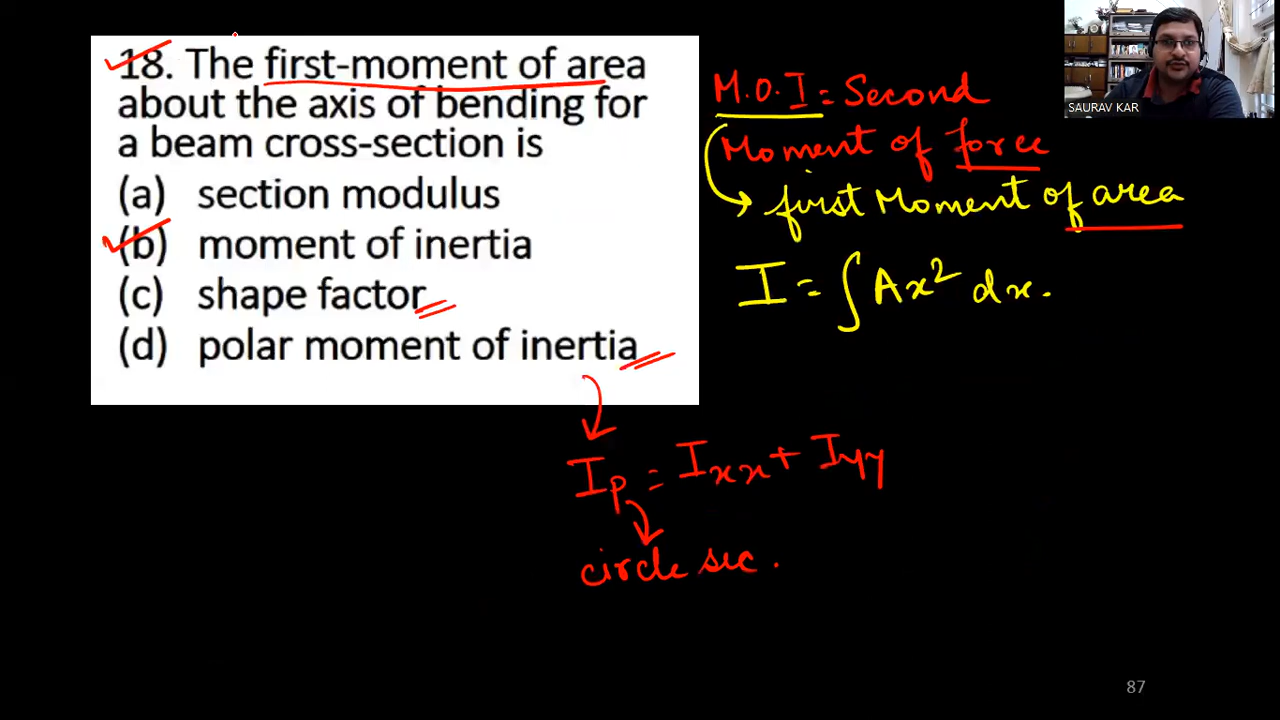 18. The first-moment of area
about the axis of bending for
a beam cross-section is
(a) section modulus
(b) moment of inertia
(c) shape factor
(d) polar moment of inertia
M.O.I = Second
Moment of force
first Moment of area
I = ∫ Ax² dx.
Ip = Ixx + Iyy
circle sec.
SAURAV KAR
87